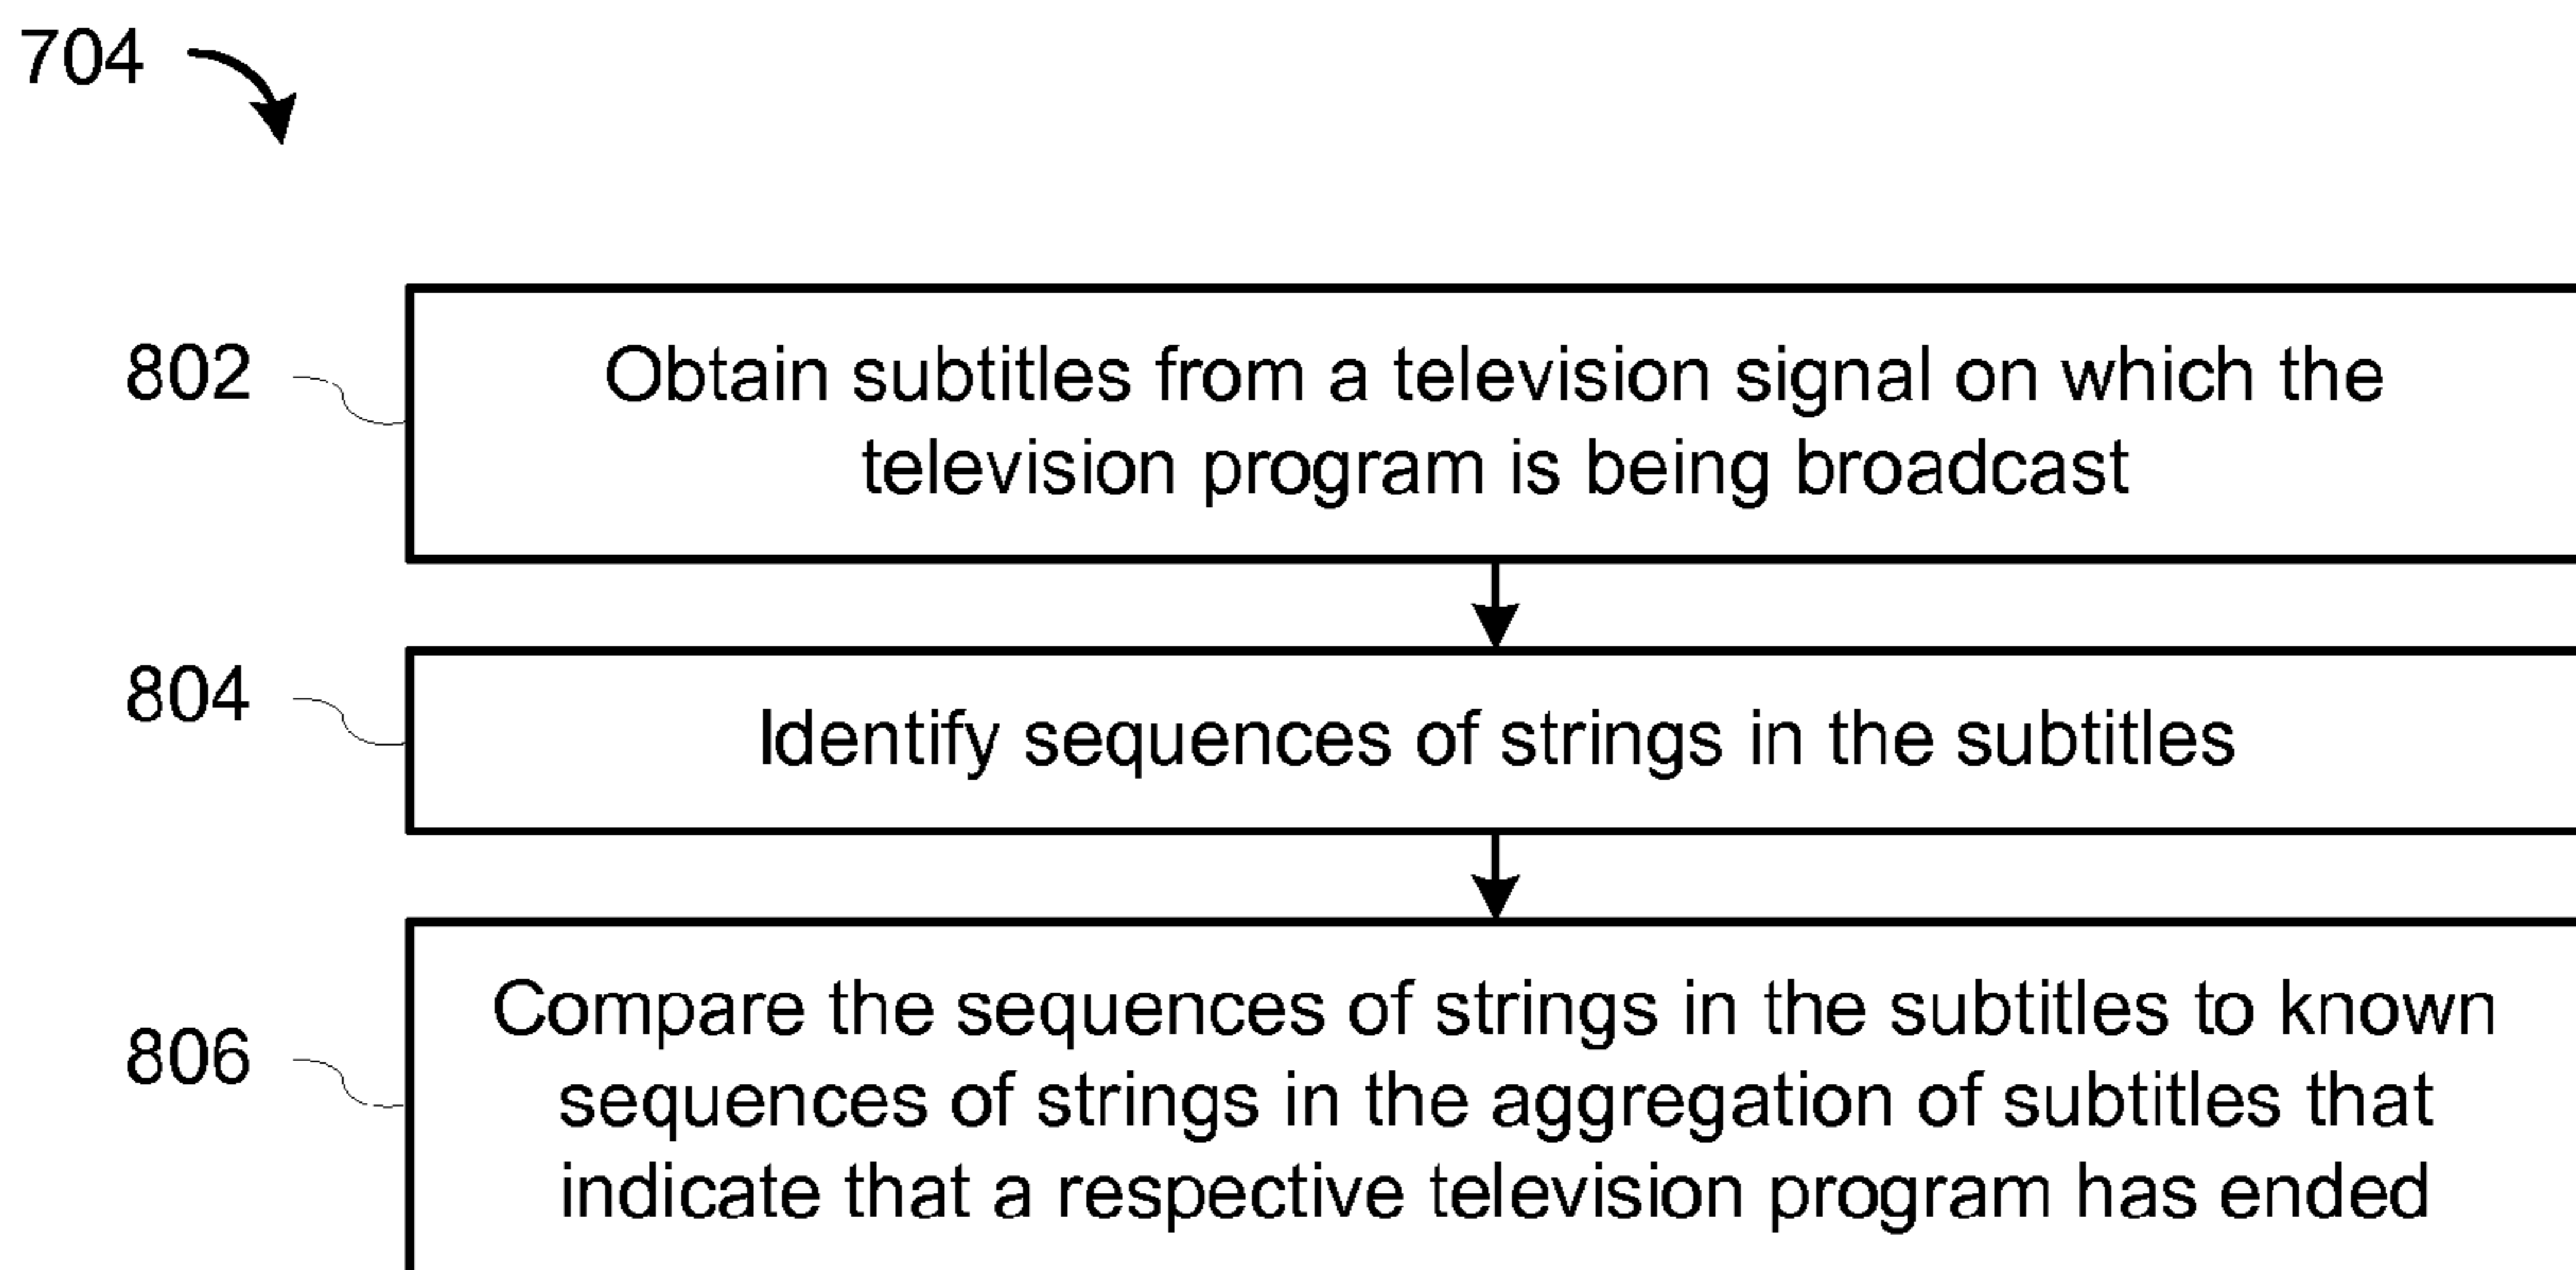 704
802
Obtain subtitles from a television signal on which the
television program is being broadcast
804
Identify sequences of strings in the subtitles
806
Compare the sequences of strings in the subtitles to known
sequences of strings in the aggregation of subtitles that
indicate that a respective television program has ended